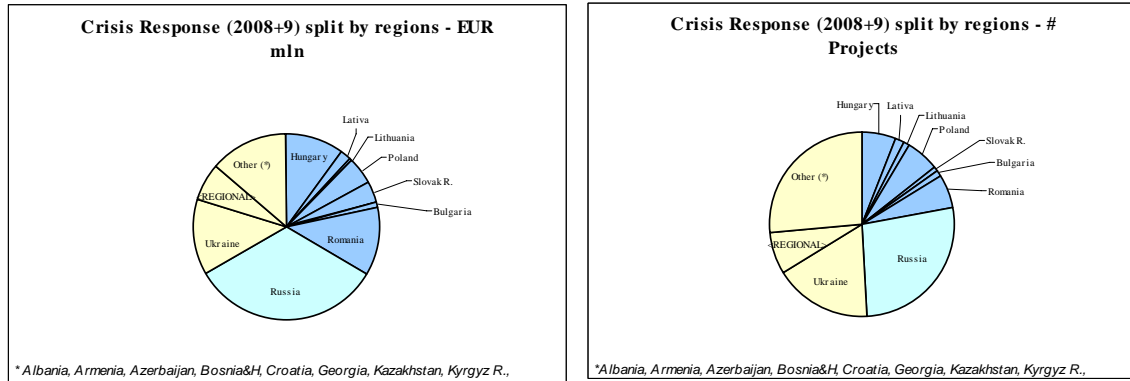 Crisis Response (2008+9) split by regions - EUR
mln
Lativa
Lithuania
Hungary
Poland
Other (*)
Slovak R.
<REGIONAL>
Bulgaria
Romania
Ukraine
Russia
* Albania, Armenia, Azerbaijan, Bosnia&H, Croatia, Georgia, Kazakhstan, Kyrgyz R.,
Crisis Response (2008+9) split by regions - #
Projects
Hungary
Lativa
Lithuania
Poland
Slovak R.
Bulgaria
Other (*)
Romania
<REGIONAL>
Russia
Ukraine
*Albania, Armenia, Azerbaijan, Bosnia&H, Croatia, Georgia, Kazakhstan, Kyrgyz R.,